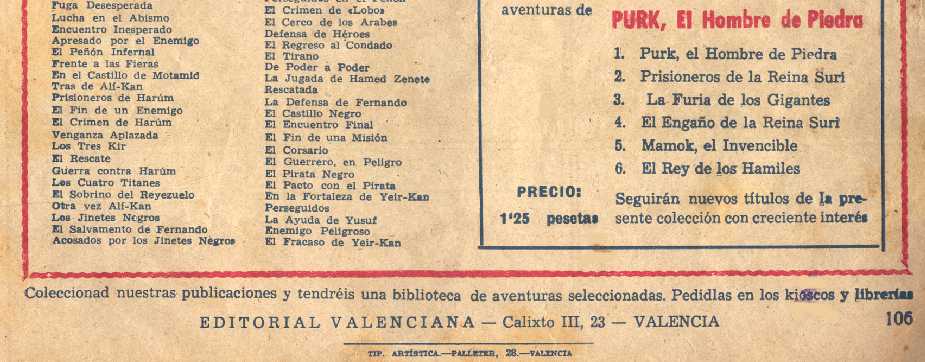 Fuga Desesperada
Lucha en el Abismo
Encuentro Inesperado
Apresado por el Enemigo
El Peñón Infernal
Frente a las Fieras
En el Castillo de Motamid
Tras de Alif-Kan
Prisioneros de Harúm
El Fin de un Enemigo
El Crimen de Harúm
Venganza Aplazada
Los Tres Kir
El Rescate
Guerra contra Harúm
Los Cuatro Titanes
El Sobrino del Reyezuelo
Otra vez Alif-Kan
Los Jinetes Negros
El Salvamento de Fernando
Acosados por los Jinetes Negros
El Crimen de «Lobo»
El Cerco de los Arabes
Defensa de Héroes
El Regreso al Condado
El Tirano
De Poder a Poder
La Jugada de Hamed Zenete
Rescatada
La Defensa de Fernando
El Castillo Negro
El Encuentro Final
El Fin de una Misión
El Corsario
El Guerrero, en Peligro
El Pirata Negro
El Pacto con el Pirata
En la Fortaleza de Yeir-Kan
Perseguidos
La Ayuda de Yusuf
Enemigo Peligroso
El Fracaso de Yeir-Kan
aventuras de
PURK, El Hombre de Piedra
1. Purk, el Hombre de Piedra
2. Prisioneros de la Reina Suri
3. La Furia de los Gigantes
4. El Engaño de la Reina Suri
5. Mamok, el Invencible
6. El Rey de los Hamiles
PRECIO:
1'25 pesetas
Seguirán nuevos títulos de la pre-
sente colección con creciente interés
Coleccionad nuestras publicaciones y tendréis una biblioteca de aventuras seleccionadas. Pedidlas en los kioscos y librerías
EDITORIAL VALENCIANA — Calixto III, 23 — VALENCIA
106
TIP. ARTÍSTICA.—PALLETER, 28.—VALENCIA